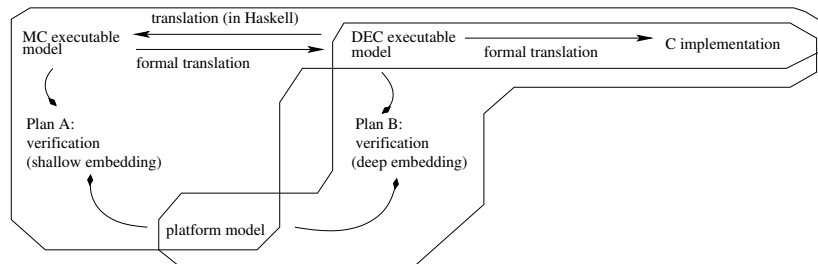 translation (in Haskell)
MC executable
model
formal translation
DEC executable
model
formal translation
C implementation
Plan A:
verification
(shallow embedding)
Plan B:
verification
(deep embedding)
platform model